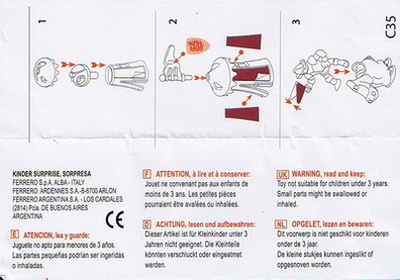 1
2
3
C35
KINDER SURPRISE, SORPRESA
FERRERO S.p.A. ALBA - ITALY
FERRERO ARDENNES S.A.-B-6700 ARLON
FERRERO ARGENTINA S.A. - LOS CARDALES
(2814) Pcia. DE BUENOS AIRES
ARGENTINA
CE
E ATENCION, lea y guarde:
Juguete no apto para menores de 3 años.
Las partes pequeñas podrían ser ingeridas
o inhaladas.
F ATTENTION, à lire et à conserver:
Jouet ne convenant pas aux enfants de
moins de 3 ans. Les petites pièces
pourraient être avalées ou inhalées.
D ACHTUNG, lesen und aufbewahren:
Dieser Artikel ist für Kleinkinder unter 3
Jahren nicht geeignet. Die Kleinteile
könnten verschluckt oder eingeatmet
werden.
UK WARNING, read and keep:
Toy not suitable for children under 3 years.
Small parts might be swallowed or
inhaled.
NL OPGELET, lezen en bewaren:
Dit voorwerp is niet geschikt voor kinderen
onder de 3 jaar.
De kleine stukjes kunnen ingeslikt of
opgesnoven worden.